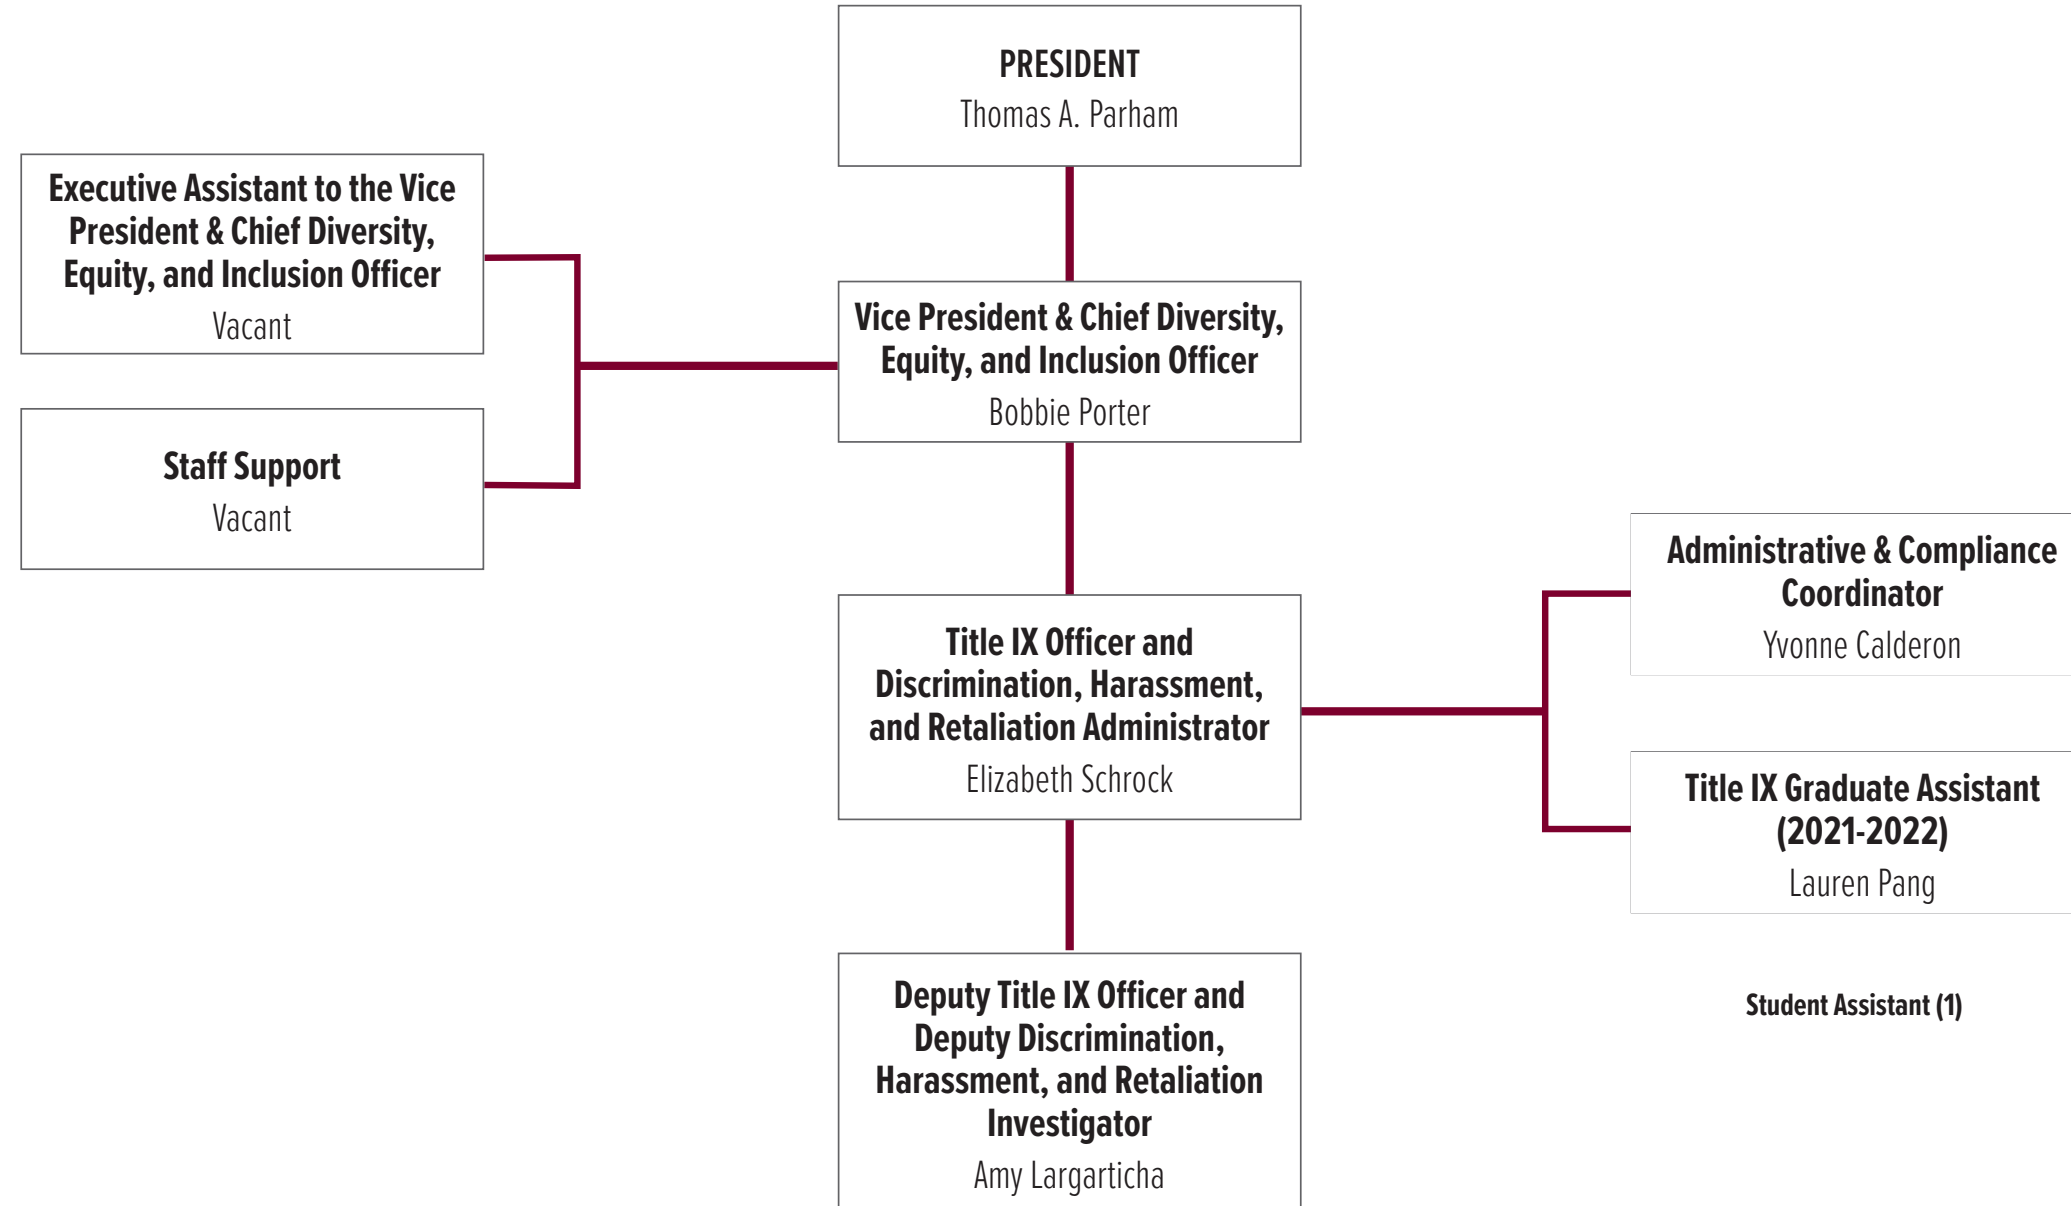 PRESIDENT
Thomas A. Parham
Executive Assistant to the Vice
President & Chief Diversity,
Equity, and Inclusion Officer
Vacant
Vice President & Chief Diversity,
Equity, and Inclusion Officer
Bobbie Porter
Staff Support
Vacant
Title IX Officer and
Discrimination, Harassment,
and Retaliation Administrator
Elizabeth Schrock
Administrative & Compliance
Coordinator
Yvonne Calderon
Title IX Graduate Assistant
(2021-2022)
Lauren Pang
Deputy Title IX Officer and
Deputy Discrimination,
Harassment, and Retaliation
Investigator
Amy Largarticha
Student Assistant (1)